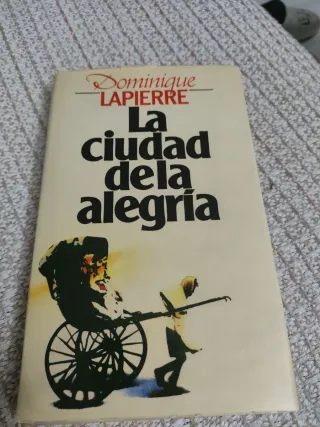 Dominique
LAPIERRE
La
ciudad
de la
alegría